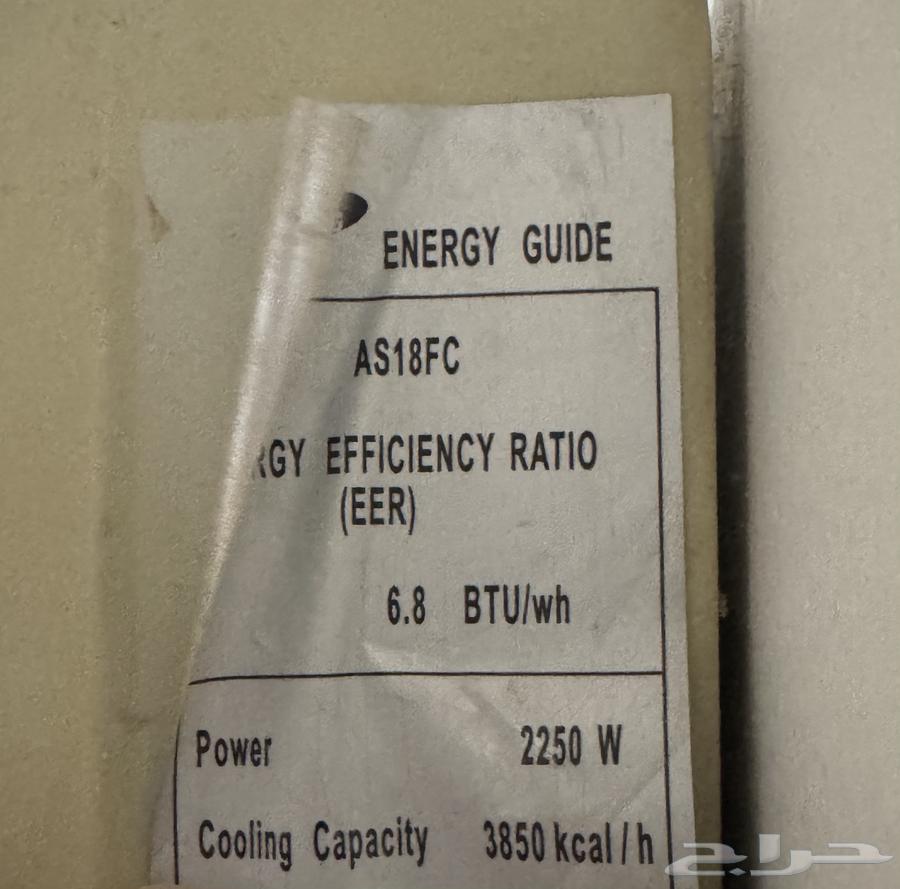 ENERGY GUIDE
AS18FC
RGY EFFICIENCY RATIO
(EER)
6.8 BTU/wh
Power 2250 W
Cooling Capacity 3850 kcal / h
حراج